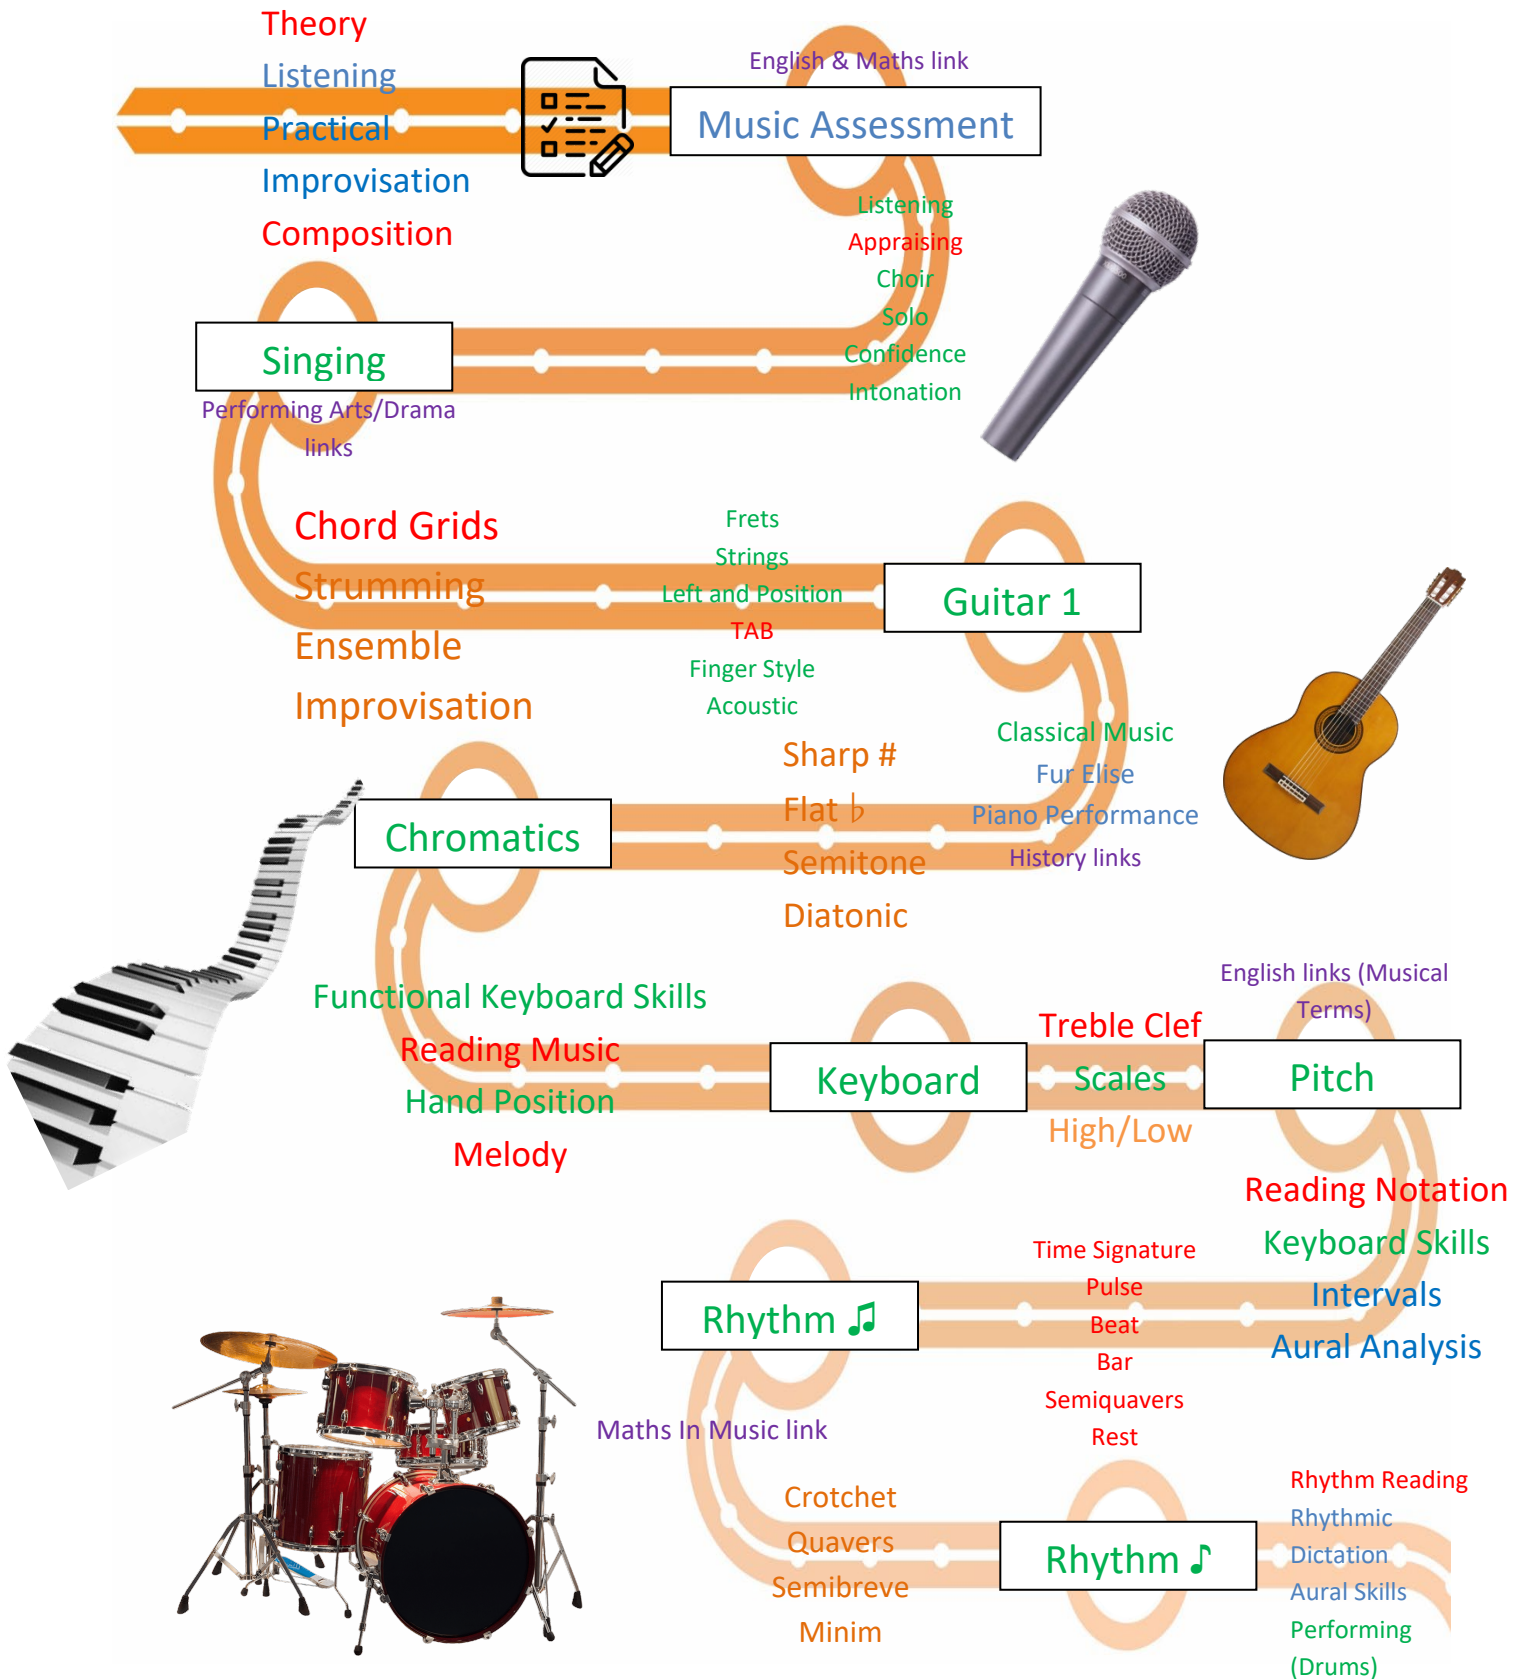 Theory
Listening
Practical
Improvisation
Composition
English & Maths link
Music Assessment
Listening
Appraising
Choir
Solo
Confidence
Intonation
Singing
Performing Arts/Drama
links
Chord Grids
Strumming
Ensemble
Improvisation
Frets
Strings
Left and Position
TAB
Finger Style
Acoustic
Guitar 1
Classical Music
Fur Elise
Piano Performance
History links
Sharp #
Flat ♭
Semitone
Diatonic
Chromatics
Functional Keyboard Skills
Reading Music
Hand Position
Melody
Keyboard
Treble Clef
Scales
High/Low
English links (Musical
Terms)
Pitch
Reading Notation
Keyboard Skills
Intervals
Aural Analysis
Time Signature
Pulse
Beat
Bar
Semiquavers
Rest
Rhythm ♫
Maths In Music link
Crotchet
Quavers
Semibreve
Minim
Rhythm ♪
Rhythm Reading
Rhythmic
Dictation
Aural Skills
Performing
(Drums)